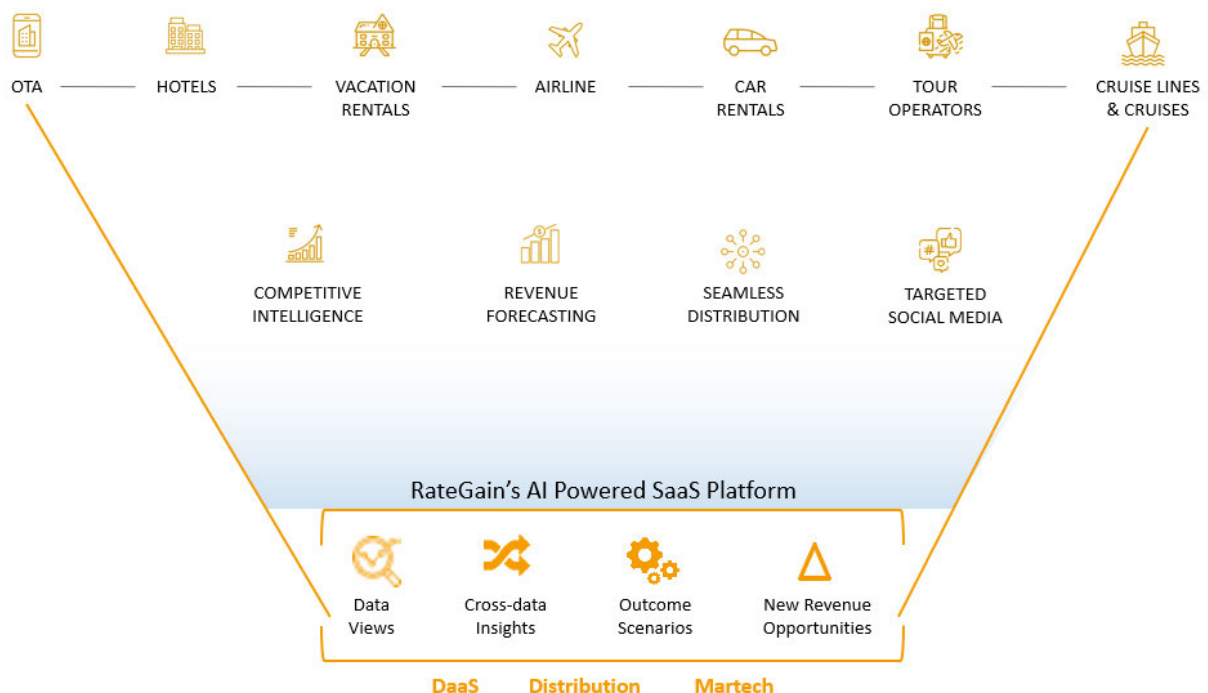 OTA
HOTELS
VACATION
RENTALS
AIRLINE
CAR
RENTALS
TOUR
OPERATORS
CRUISE LINES
& CRUISES
COMPETITIVE
INTELLIGENCE
REVENUE
FORECASTING
SEAMLESS
DISTRIBUTION
TARGETED
SOCIAL MEDIA
RateGain's AI Powered SaaS Platform
Data
Views
Cross-data
Insights
Outcome
Scenarios
New Revenue
Opportunities
DaaS
Distribution
Martech